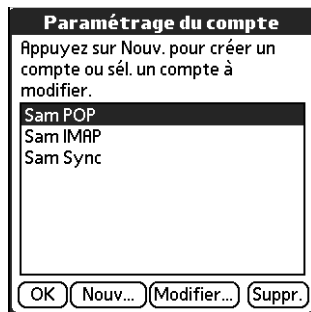 Paramétrage du compte
Appuyez sur Nouv. pour créer un
compte ou sél. un compte à
modifier.
Sam POP
Sam IMAP
Sam Sync
OK Nouv... Modifier... Suppr.